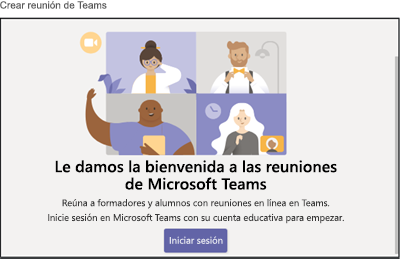 Crear reunión de Teams
Le damos la bienvenida a las reuniones
de Microsoft Teams
Reúna a formadores y alumnos con reuniones en línea en Teams.
Inicie sesión en Microsoft Teams con su cuenta educativa para empezar.
Iniciar sesión